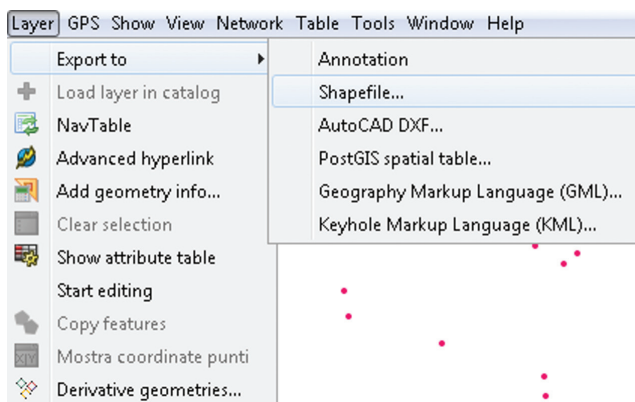 Layer GPS Show View Network Table Tools Window Help
Export to
Load layer in catalog
NavTable
Advanced hyperlink
Add geometry info...
Clear selection
Show attribute table
Start editing
Copy features
Mostra coordinate punti
Derivative geometries...
Annotation
Shapefile...
AutoCAD DXF...
PostGIS spatial table...
Geography Markup Language (GML)...
Keyhole Markup Language (KML)...